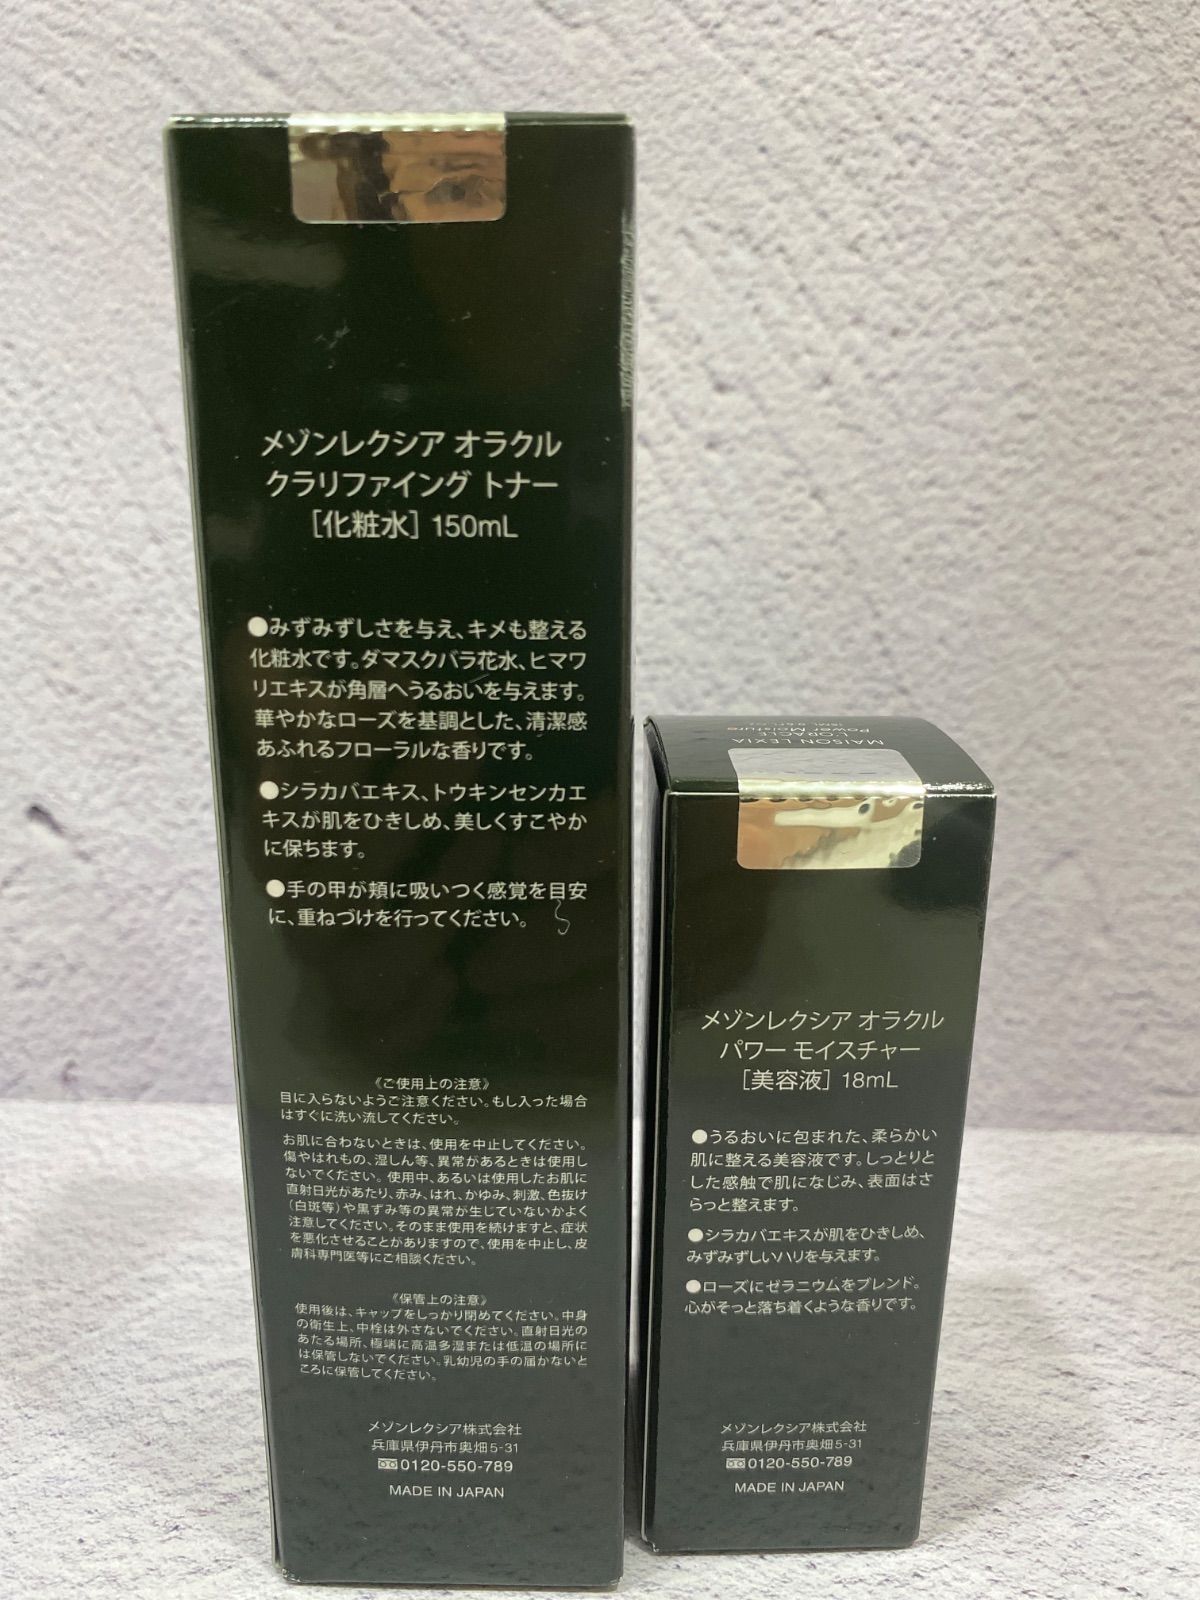 メゾンレクシア オラクル
クラリファイング トナー
[化粧水] 150mL
●みずみずしさを与え、キメも整える
化粧水です。ダマスクバラ花水、ヒマワ
リエキスが角層へうるおいを与えます。
華やかなローズを基調とした、清潔感
あふれるフローラルな香りです。
●シラカバエキス、トウキンセンカエ
キスが肌をひきしめ、美しくすこやか
に保ちます。
●手の甲が頬に吸いつく感覚を目安
に、重ねづけを行ってください。
《ご使用上の注意》
目に入らないようご注意ください。もし入った場合
はすぐに洗い流してください。
お肌に合わないときは、使用を中止してください。
傷やはれもの、湿しん等、異常があるときは使用し
ないでください。使用中、あるいは使用したお肌に
直射日光があたり、赤み、はれ、かゆみ、刺激、色抜け
(白斑等)や黒ずみ等の異常が生じていないかよく
注意してください。そのまま使用を続けますと、症状
を悪化させることがありますので、使用を中止し、皮
膚科専門医等にご相談ください。
《保管上の注意》
使用後は、キャップをしっかり閉めてください。中身
の衛生上、中栓は外さないでください。直射日光の
あたる場所、極端に高温多湿または低温の場所に
は保管しないでください。乳幼児の手の届かないと
ころに保管してください。
メゾンレクシア株式会社
兵庫県伊丹市奥畑5-31
0120-550-789
MADE IN JAPAN
MAISON LEXIA
L'ORACLE
Power Moisture
メゾンレクシア オラクル
パワー モイスチャー
[美容液] 18mL
●うるおいに包まれた、柔らかい
肌に整える美容液です。しっとりと
した感触で肌になじみ、表面はさ
らっと整えます。
●シラカバエキスが肌をひきしめ、
みずみずしいハリを与えます。
●ローズにゼラニウムをブレンド。
心がそっと落ち着くような香りです。
メゾンレクシア株式会社
兵庫県伊丹市奥畑5-31
0120-550-789
MADE IN JAPAN